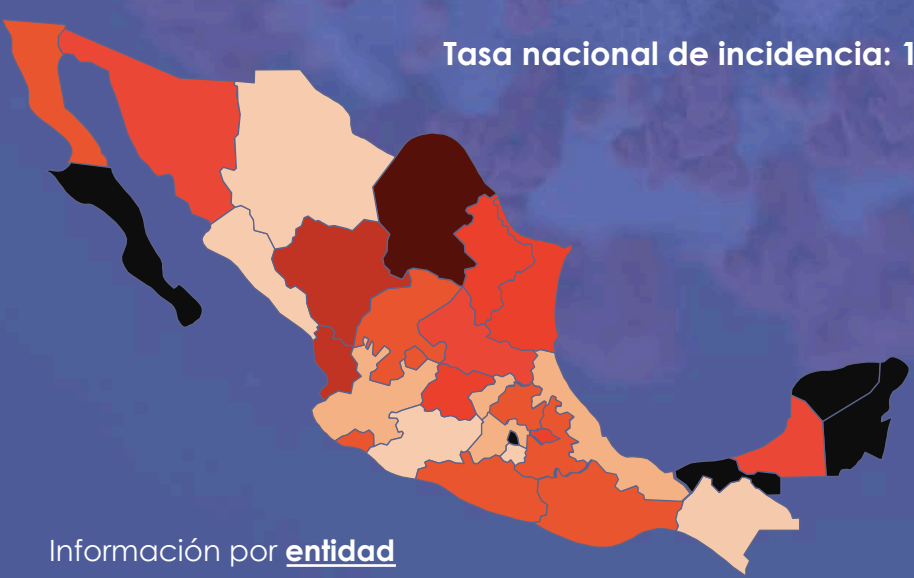 Tasa nacional de incidencia: 1
Información por entidad